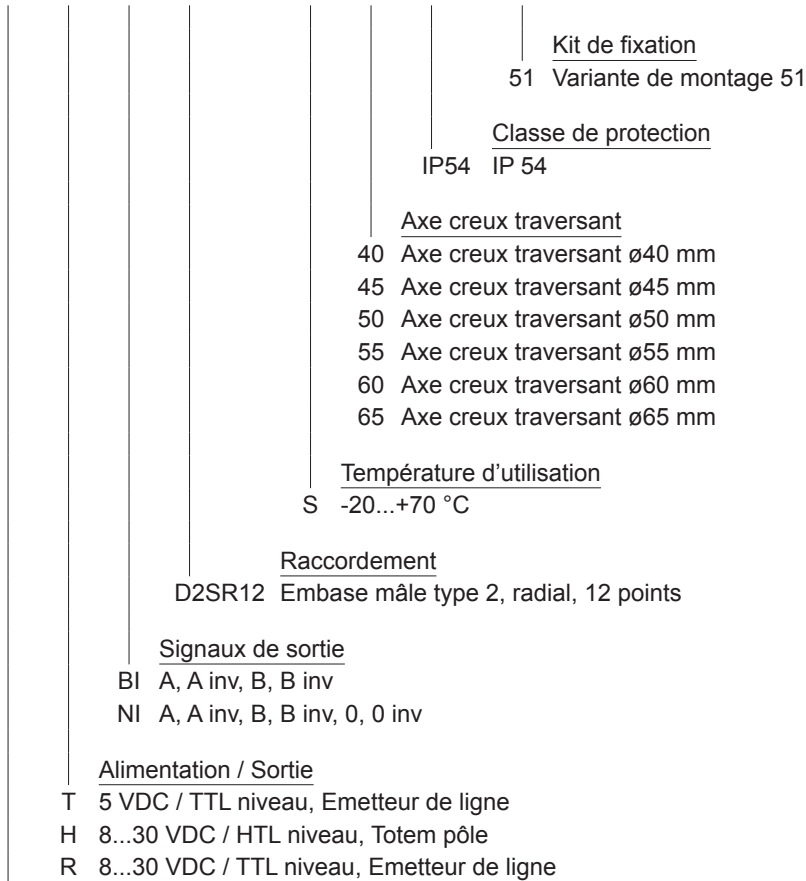 Kit de fixation
51 Variante de montage 51
Classe de protection
IP54 IP 54
Axe creux traversant
40 Axe creux traversant ø40 mm
45 Axe creux traversant ø45 mm
50 Axe creux traversant ø50 mm
55 Axe creux traversant ø55 mm
60 Axe creux traversant ø60 mm
65 Axe creux traversant ø65 mm
Température d’utilisation
S -20...+70 °C
Raccordement
D2SR12 Embase mâle type 2, radial, 12 points
Signaux de sortie
BI A, A inv, B, B inv
NI A, A inv, B, B inv, 0, 0 inv
Alimentation / Sortie
T 5 VDC / TTL niveau, Emetteur de ligne
H 8...30 VDC / HTL niveau, Totem pôle
R 8...30 VDC / TTL niveau, Emetteur de ligne